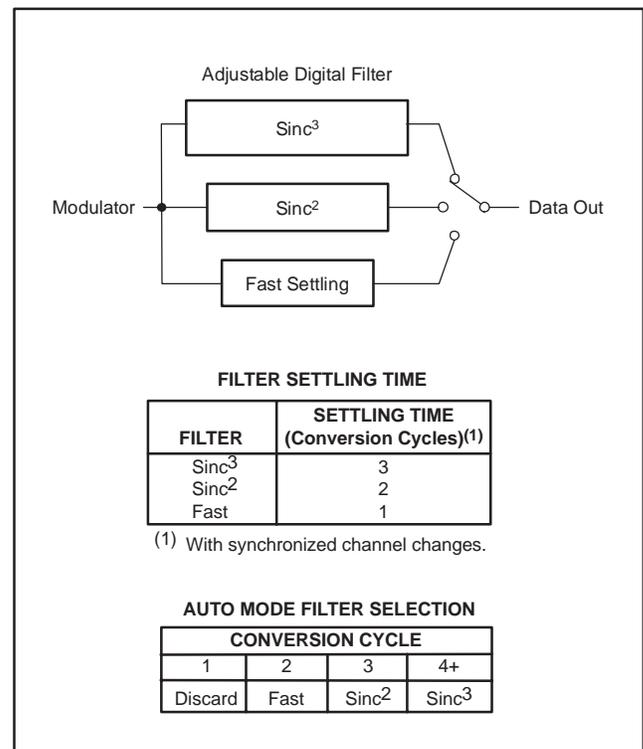 Adjustable Digital Filter
Sinc³
Modulator
Sinc²
Data Out
Fast Settling
FILTER SETTLING TIME
FILTER
SETTLING TIME
(Conversion Cycles)(1)
Sinc³ 3
Sinc² 2
Fast 1
(1) With synchronized channel changes.
AUTO MODE FILTER SELECTION
CONVERSION CYCLE
1 2 3 4+
Discard Fast Sinc² Sinc³